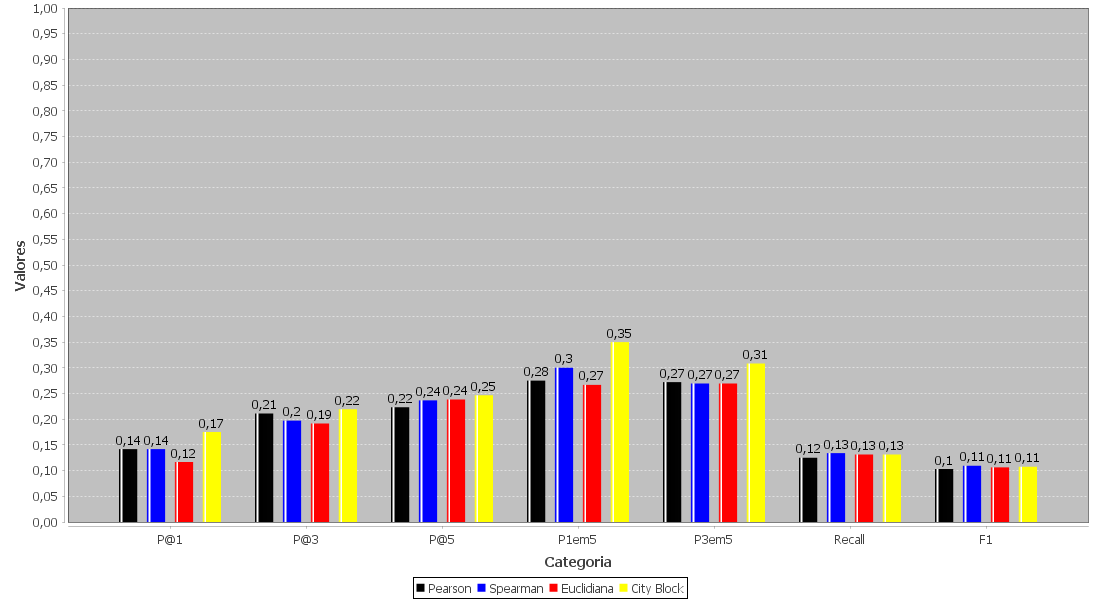 1,00
0,95
0,90
0,85
0,80
0,75
0,70
0,65
0,60
0,55
0,50
0,45
0,40
0,35
0,30
0,25
0,20
0,15
0,10
0,05
0,00
Valores
0,14 0,14 0,12 0,17
0,21 0,2 0,19 0,22
0,22 0,24 0,24 0,25
0,28 0,3 0,27 0,35
0,27 0,27 0,27 0,31
0,12 0,13 0,13 0,13
0,1 0,11 0,11 0,11
P@1 P@3 P@5 P1em5 P3em5 Recall F1
Categoria
Pearson Spearman Euclidiana City Block